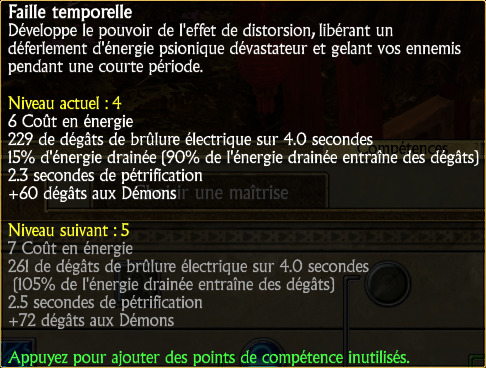 Faille temporelle
Développe le pouvoir de l'effet de distorsion, libérant un
déferlement d'énergie psionique dévastateur et gelant vos ennemis
pendant une courte période.
Niveau actuel : 4
6 Coût en énergie
229 de dégâts de brûlure électrique sur 4.0 secondes
15% d'énergie drainée (90% de l'énergie drainée entraîne des dégâts)
Compétences
2.3 secondes de pétrification
+60 dégâts aux Démons
Choisir une maîtrise
Niveau suivant : 5
7 Coût en énergie
261 de dégâts de brûlure électrique sur 4.0 secondes
(105% de l'énergie drainée entraîne des dégâts)
2.5 secondes de pétrification
+72 dégâts aux Démons
Appuyez pour ajouter des points de compétence inutilisés.